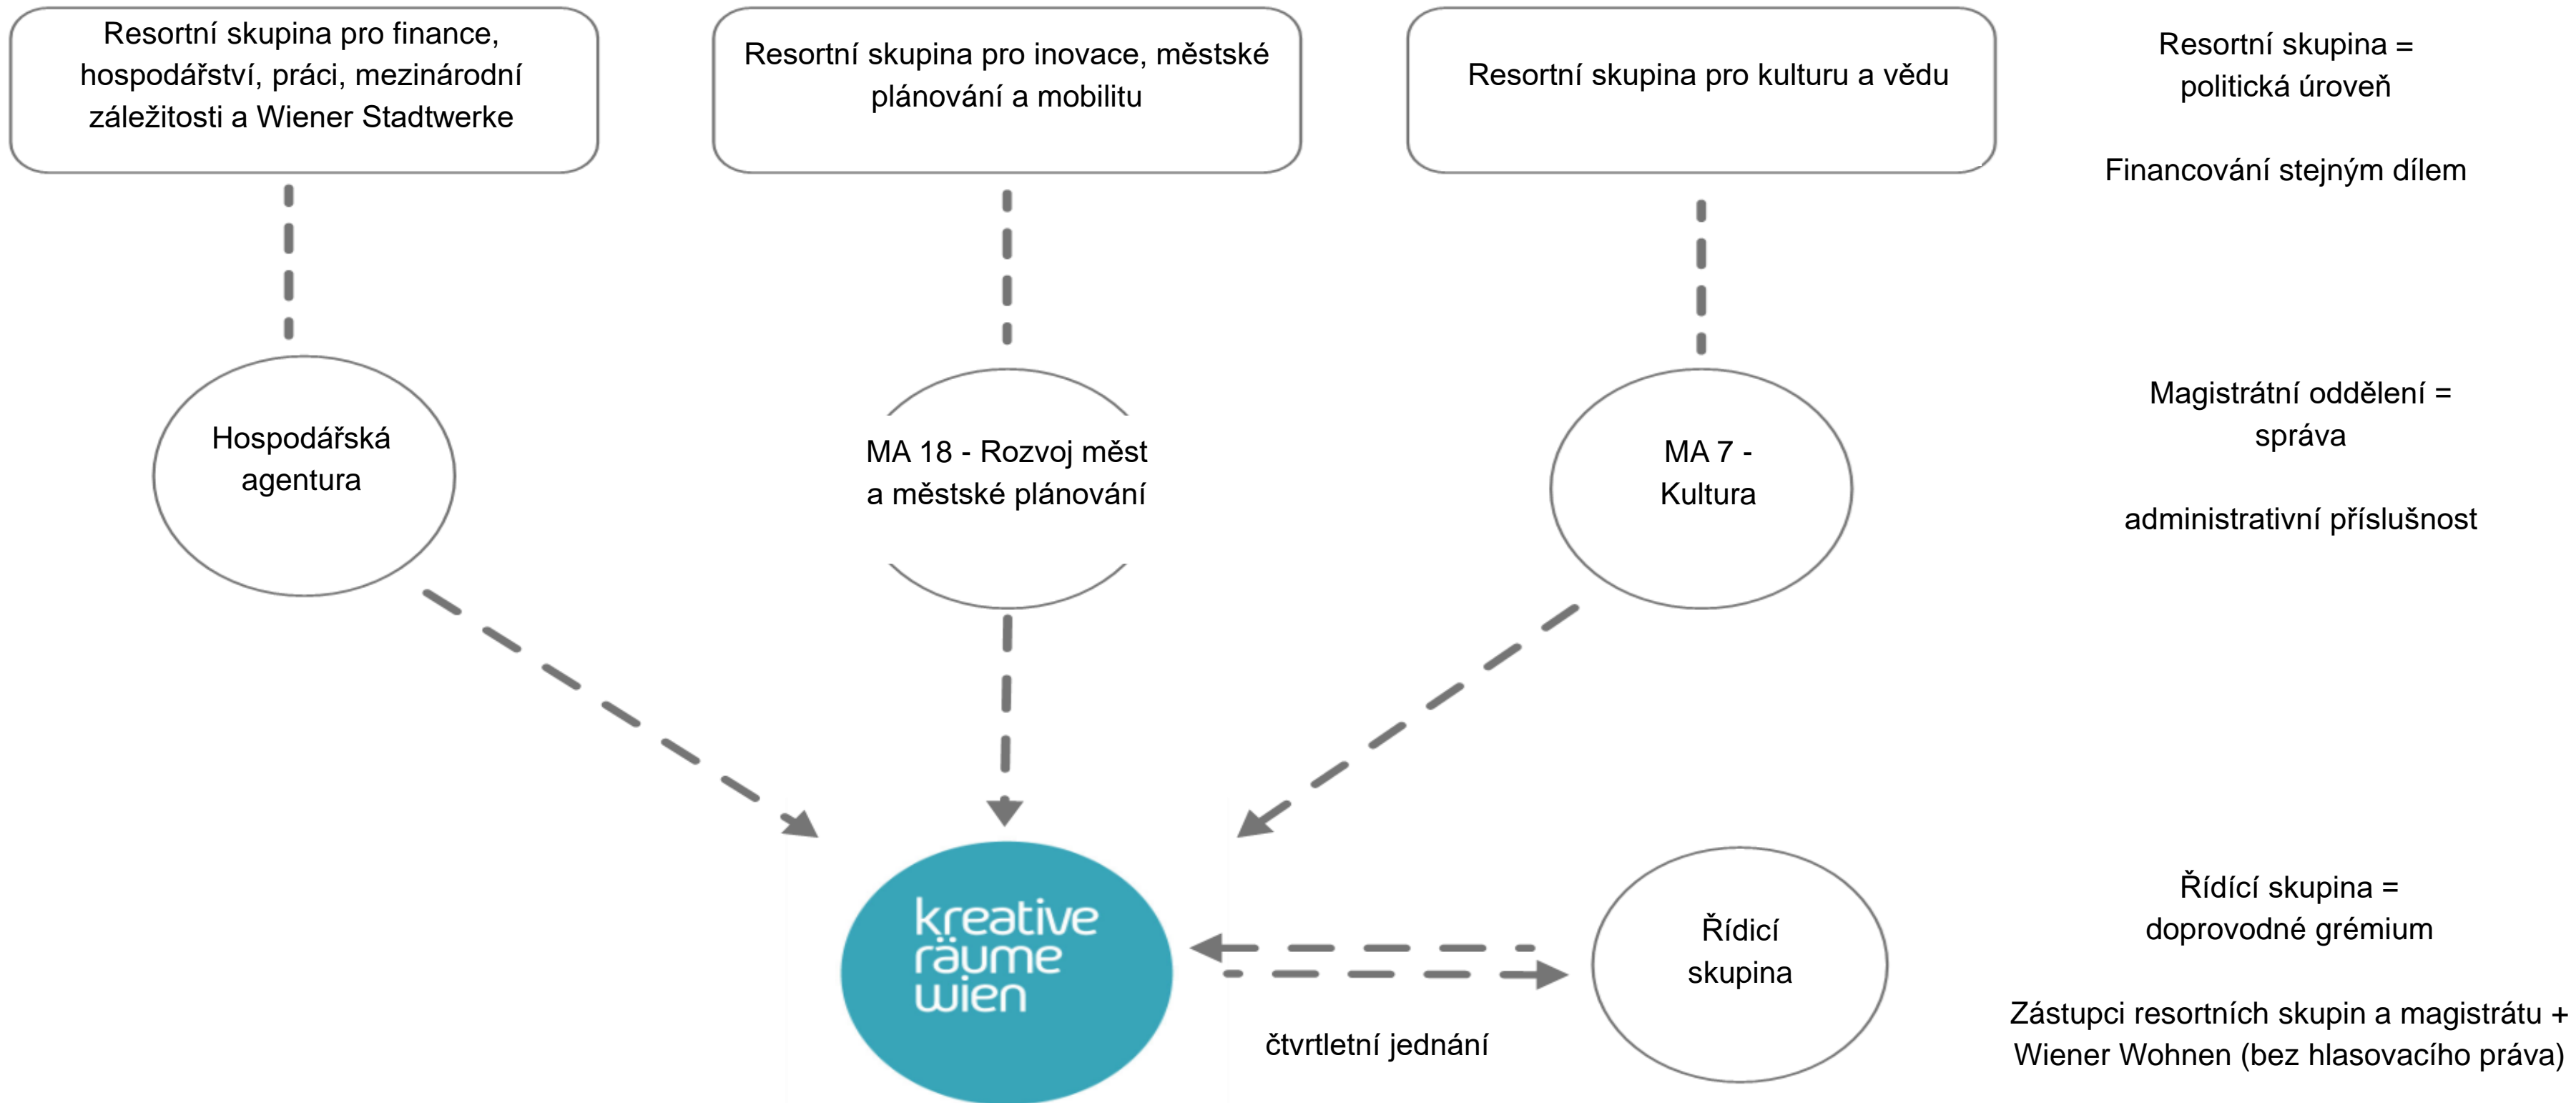 Resortní skupina pro finance,
hospodářství, práci, mezinárodní
záležitosti a Wiener Stadtwerke
Resortní skupina pro inovace, městské
plánování a mobilitu
Resortní skupina pro kulturu a vědu
Resortní skupina =
politická úroveň
Financování stejným dílem
Hospodářská
agentura
MA 18 - Rozvoj měst
a městské plánování
MA 7 -
Kultura
Magistrátní oddělení =
správa
administrativní příslušnost
kreative
räume
wien
čtvrtletní jednání
Řídicí
skupina
Řídící skupina =
doprovodné grémium
Zástupci resortních skupin a magistrátu +
Wiener Wohnen (bez hlasovacího práva)